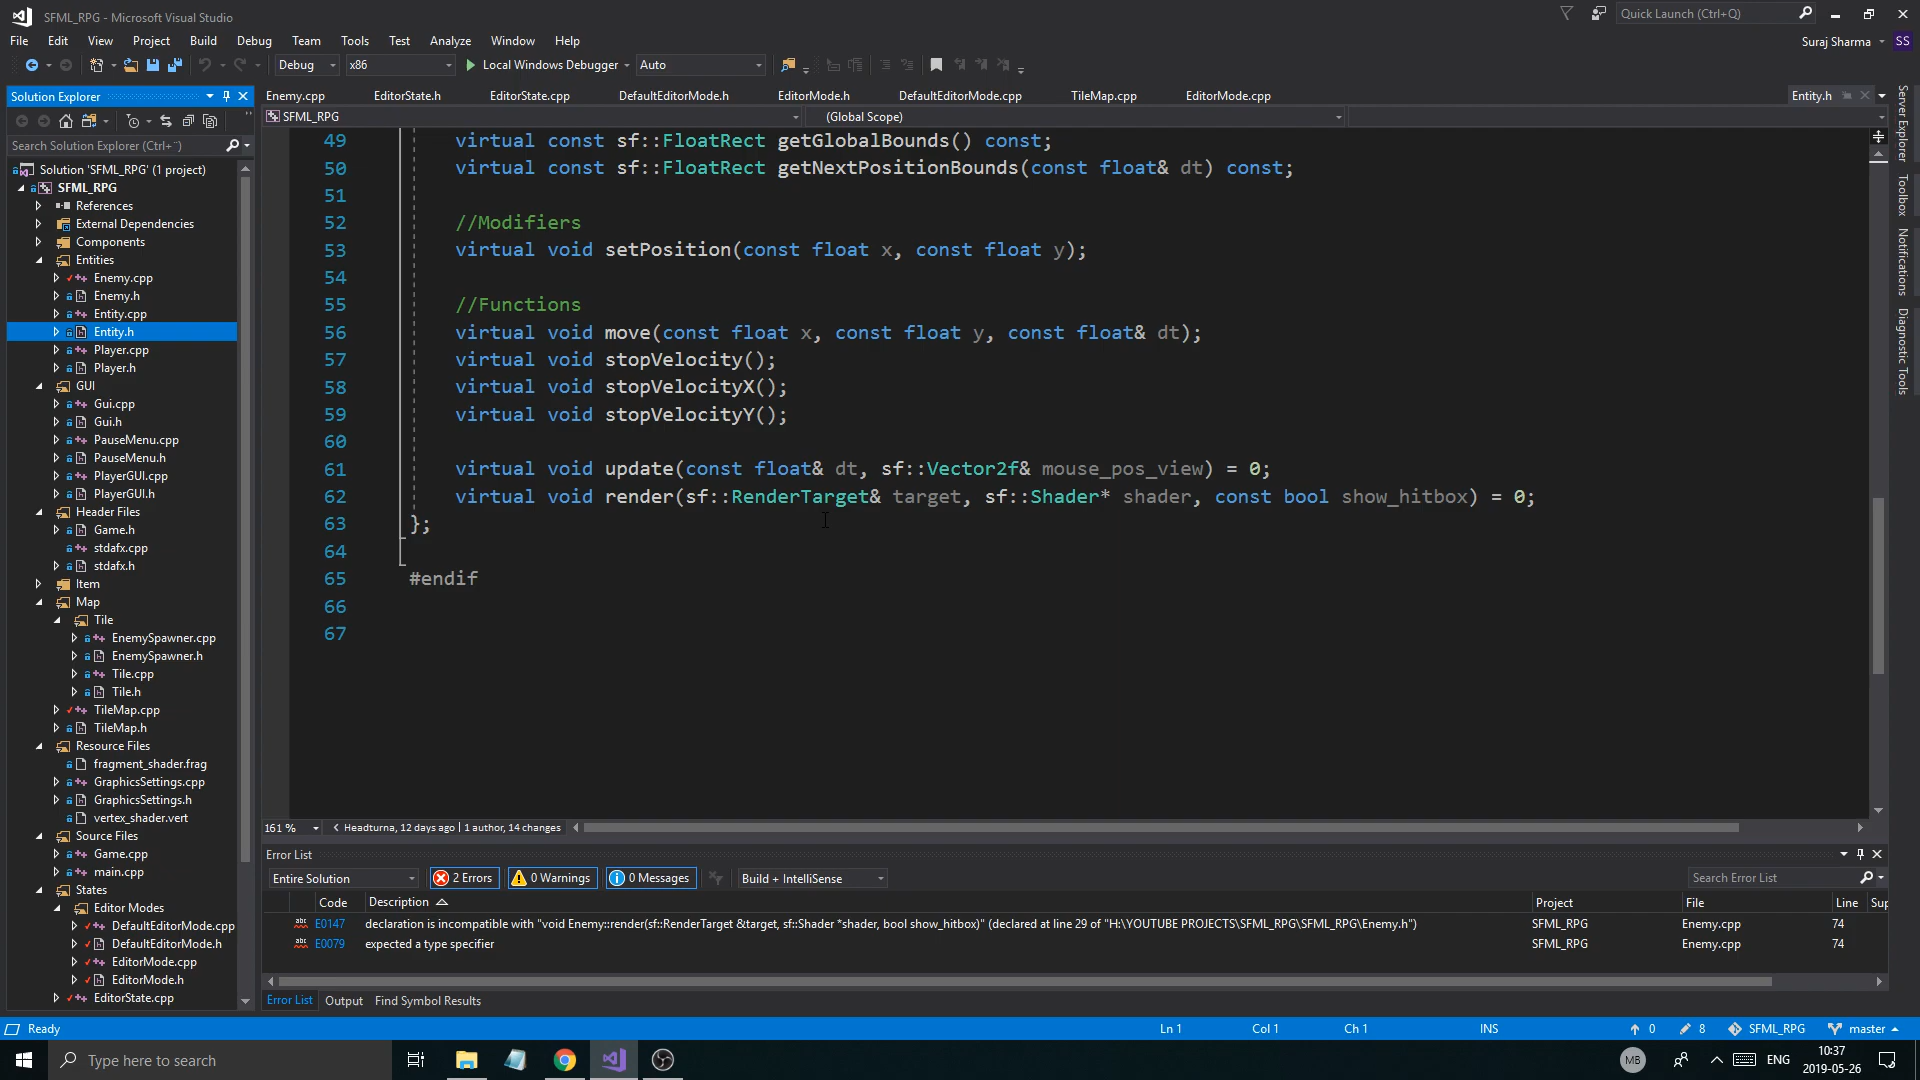 SFML_RPG - Microsoft Visual Studio
Quick Launch (Ctrl+Q)
File Edit View Project Build Debug Team Tools Test Analyze Window Help
Suraj Sharma SS
Debug x86 Local Windows Debugger Auto
Solution Explorer
Search Solution Explorer (Ctrl+¨)
Solution 'SFML_RPG' (1 project)
SFML_RPG
References
External Dependencies
Components
Entities
Enemy.cpp
Enemy.h
Entity.cpp
Entity.h
Player.cpp
Player.h
GUI
Gui.cpp
Gui.h
PauseMenu.cpp
PauseMenu.h
PlayerGUI.cpp
PlayerGUI.h
Header Files
Game.h
stdafx.cpp
stdafx.h
Item
Map
Tile
EnemySpawner.cpp
EnemySpawner.h
Tile.cpp
Tile.h
TileMap.cpp
TileMap.h
Resource Files
fragment_shader.frag
GraphicsSettings.cpp
GraphicsSettings.h
vertex_shader.vert
Source Files
Game.cpp
main.cpp
States
Editor Modes
DefaultEditorMode.cpp
DefaultEditorMode.h
EditorMode.cpp
EditorMode.h
EditorState.cpp
Enemy.cpp EditorState.h EditorState.cpp DefaultEditorMode.h EditorMode.h DefaultEditorMode.cpp TileMap.cpp EditorMode.cpp Entity.h
SFML_RPG (Global Scope)
49 virtual const sf::FloatRect getGlobalBounds() const;
50 virtual const sf::FloatRect getNextPositionBounds(const float& dt) const;
51
52 //Modifiers
53 virtual void setPosition(const float x, const float y);
54
55 //Functions
56 virtual void move(const float x, const float y, const float& dt);
57 virtual void stopVelocity();
58 virtual void stopVelocityX();
59 virtual void stopVelocityY();
60
61 virtual void update(const float& dt, sf::Vector2f& mouse_pos_view) = 0;
62 virtual void render(sf::RenderTarget& target, sf::Shader* shader, const bool show_hitbox) = 0;
63 };
64
65 #endif
66
67
161 % Headturna, 12 days ago | 1 author, 14 changes
Error List
Entire Solution 2 Errors 0 Warnings 0 Messages Build + IntelliSense Search Error List
Code Description Project File Line Sup
E0147 declaration is incompatible with "void Enemy::render(sf::RenderTarget &target, sf::Shader *shader, bool show_hitbox)" (declared at line 29 of "H:\YOUTUBE PROJECTS\SFML_RPG\SFML_RPG\Enemy.h") SFML_RPG Enemy.cpp 74
E0079 expected a type specifier SFML_RPG Enemy.cpp 74
Error List Output Find Symbol Results
Server Explorer
Toolbox
Notifications
Diagnostic Tools
Ready Ln 1 Col 1 Ch 1 INS 0 8 SFML_RPG master
Type here to search
MB ENG
10:37
2019-05-26